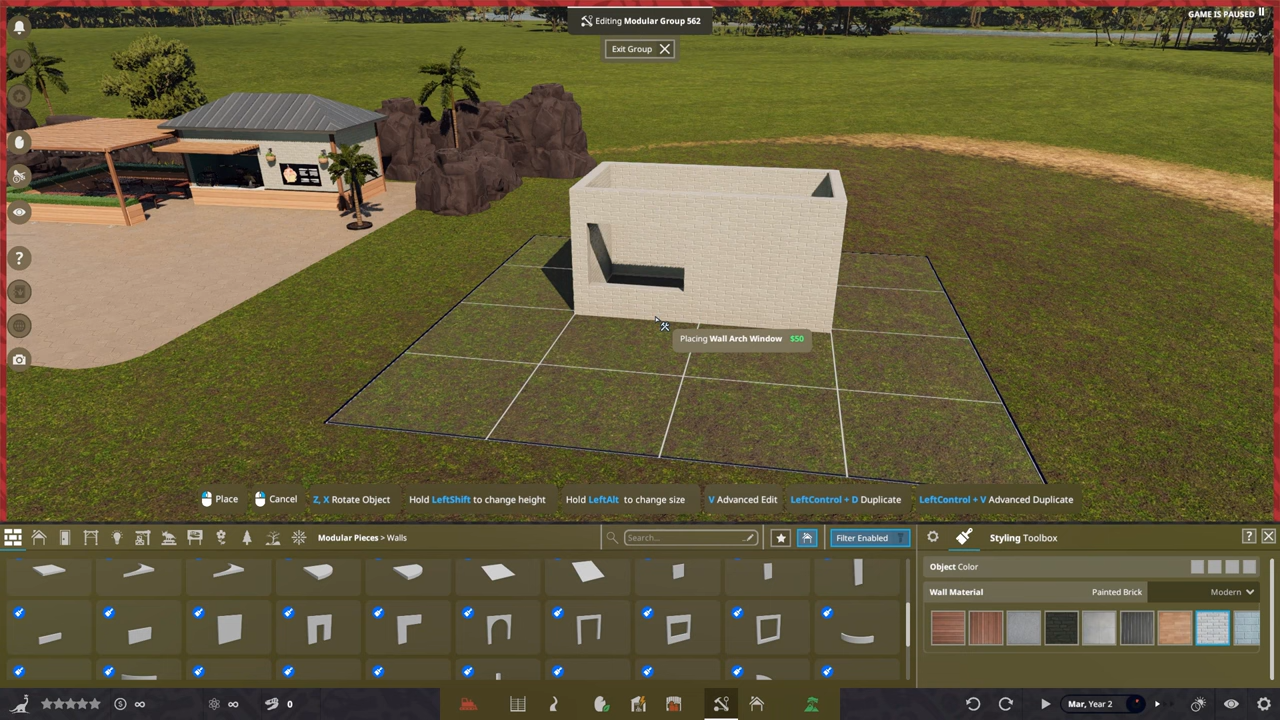 Editing Modular Group 562
GAME IS PAUSED
Exit Group
Placing Wall Arch Window $50
Place
Cancel
Z, X Rotate Object
Hold LeftShift to change height
Hold LeftAlt to change size
V Advanced Edit
LeftControl + D Duplicate
LeftControl + V Advanced Duplicate
Modular Pieces > Walls
Search...
Filter Enabled
Styling Toolbox
?
Object Color
Wall Material
Painted Brick
Modern
∞
∞
0
Mar, Year 2